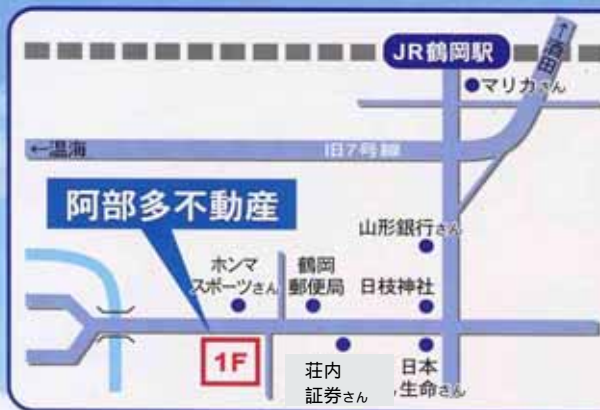 JR鶴岡駅
↑酒田
マリカさん
←温海
旧7号線
阿部多不動産
山形銀行さん
ホンマ
スポーツさん
鶴岡
郵便局
日枝神社
1F
荘内
証券さん
日本
生命さん